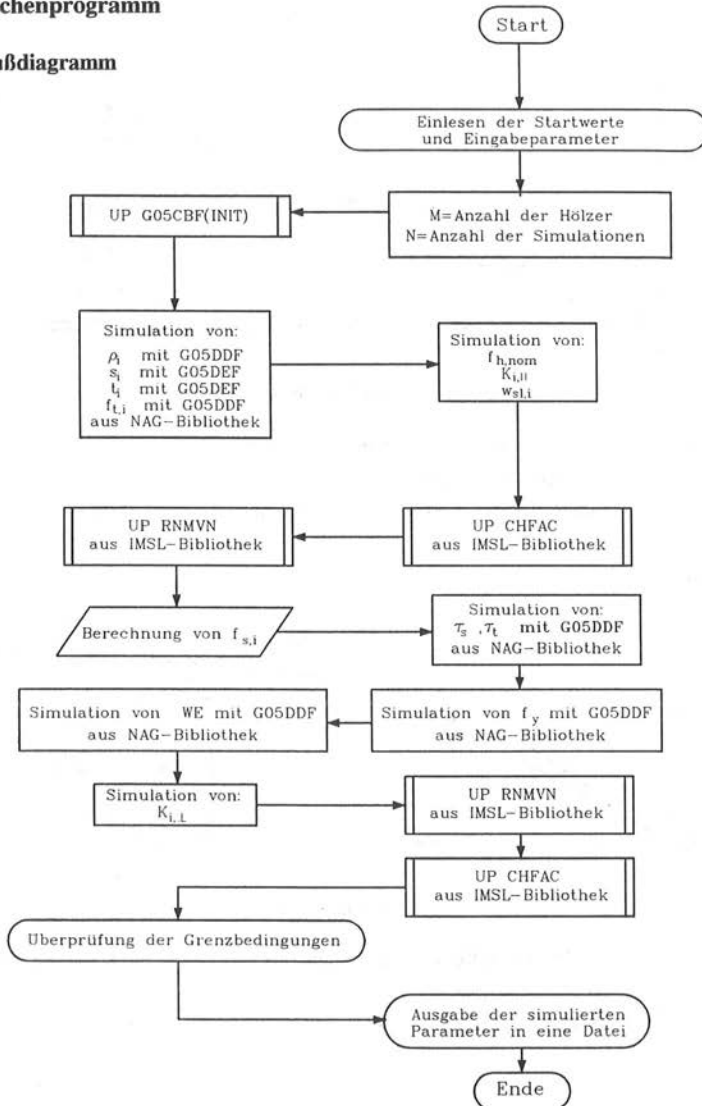 chenprogramm
ußdiagramm
Start
Einlesen der Startwerte
und Eingabeparameter
M=Anzahl der Hölzer
N=Anzahl der Simulationen
UP G05CBF(INIT)
Simulation von:
ρi mit G05DDF
si mit G05DEF
ti mit G05DEF
ft,i mit G05DDF
aus NAG-Bibliothek
Simulation von:
fh,nom
Ki,||
wsl,i
UP CHFAC
aus IMSL-Bibliothek
UP RNMVN
aus IMSL-Bibliothek
Berechnung von fs,i
Simulation von:
τs ,τt mit G05DDF
aus NAG-Bibliothek
Simulation von fy mit G05DDF
aus NAG-Bibliothek
Simulation von WE mit G05DDF
aus NAG-Bibliothek
Simulation von:
Ki,⊥
UP RNMVN
aus IMSL-Bibliothek
UP CHFAC
aus IMSL-Bibliothek
Überprüfung der Grenzbedingungen
Ausgabe der simulierten
Parameter in eine Datei
Ende